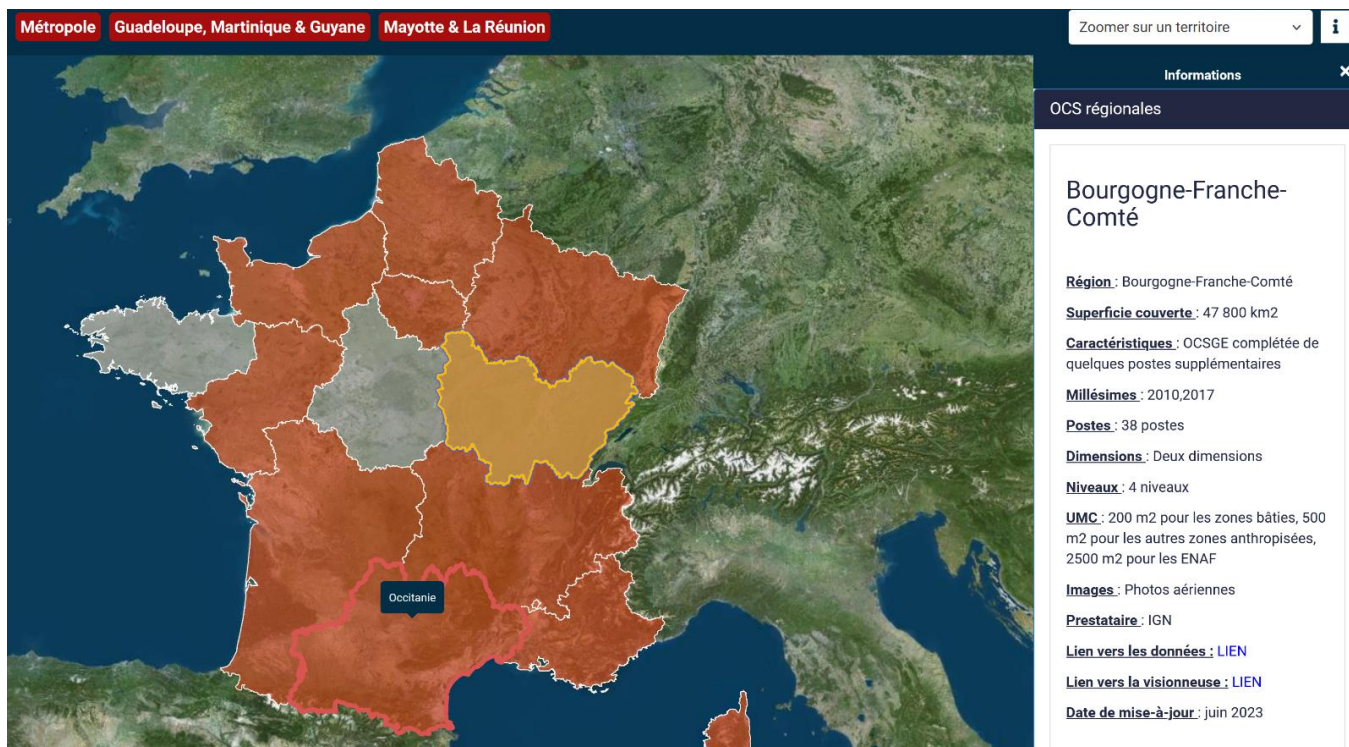 Métropole Guadeloupe, Martinique & Guyane Mayotte & La Réunion
Zoomer sur un territoire
i
Informations
×
OCS régionales
Bourgogne-Franche-
Comté
Région : Bourgogne-Franche-Comté
Superficie couverte : 47 800 km2
Caractéristiques : OCSGE complétée de
quelques postes supplémentaires
Millésimes : 2010,2017
Postes : 38 postes
Dimensions : Deux dimensions
Niveaux : 4 niveaux
UMC : 200 m2 pour les zones bâties, 500
m2 pour les autres zones anthropisées,
2500 m2 pour les ENAF
Images : Photos aériennes
Prestataire : IGN
Lien vers les données : LIEN
Lien vers la visionneuse : LIEN
Date de mise-à-jour : juin 2023
Occitanie